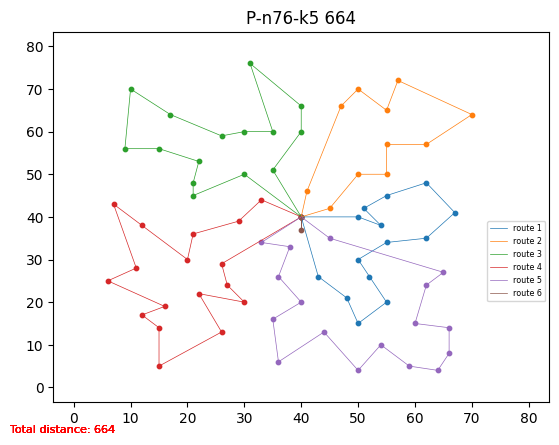 P-n76-k5 664
80
70
60
50
40
30
20
10
0
route 1
route 2
route 3
route 4
route 5
route 6
0 10 20 30 40 50 60 70 80
Total distance: 664